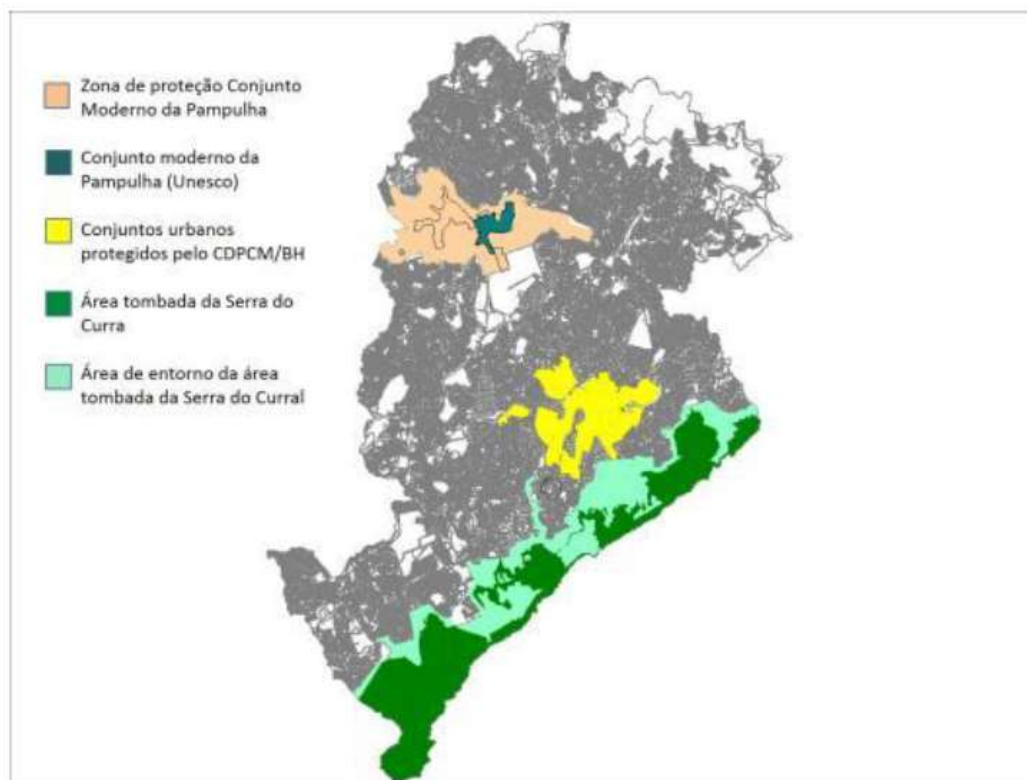 Zona de proteção Conjunto
Moderno da Pampulha
Conjunto moderno da
Pampulha (Unesco)
Conjuntos urbanos
protegidos pelo CDPCM/BH
Área tombada da Serra do
Curra
Área de entorno da área
tombada da Serra do Curral